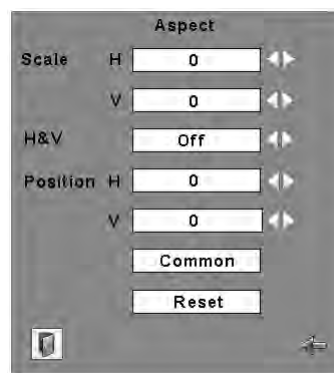 Aspect
Scale H 0
V 0
H&V Off
Position H 0
V 0
Common
Reset